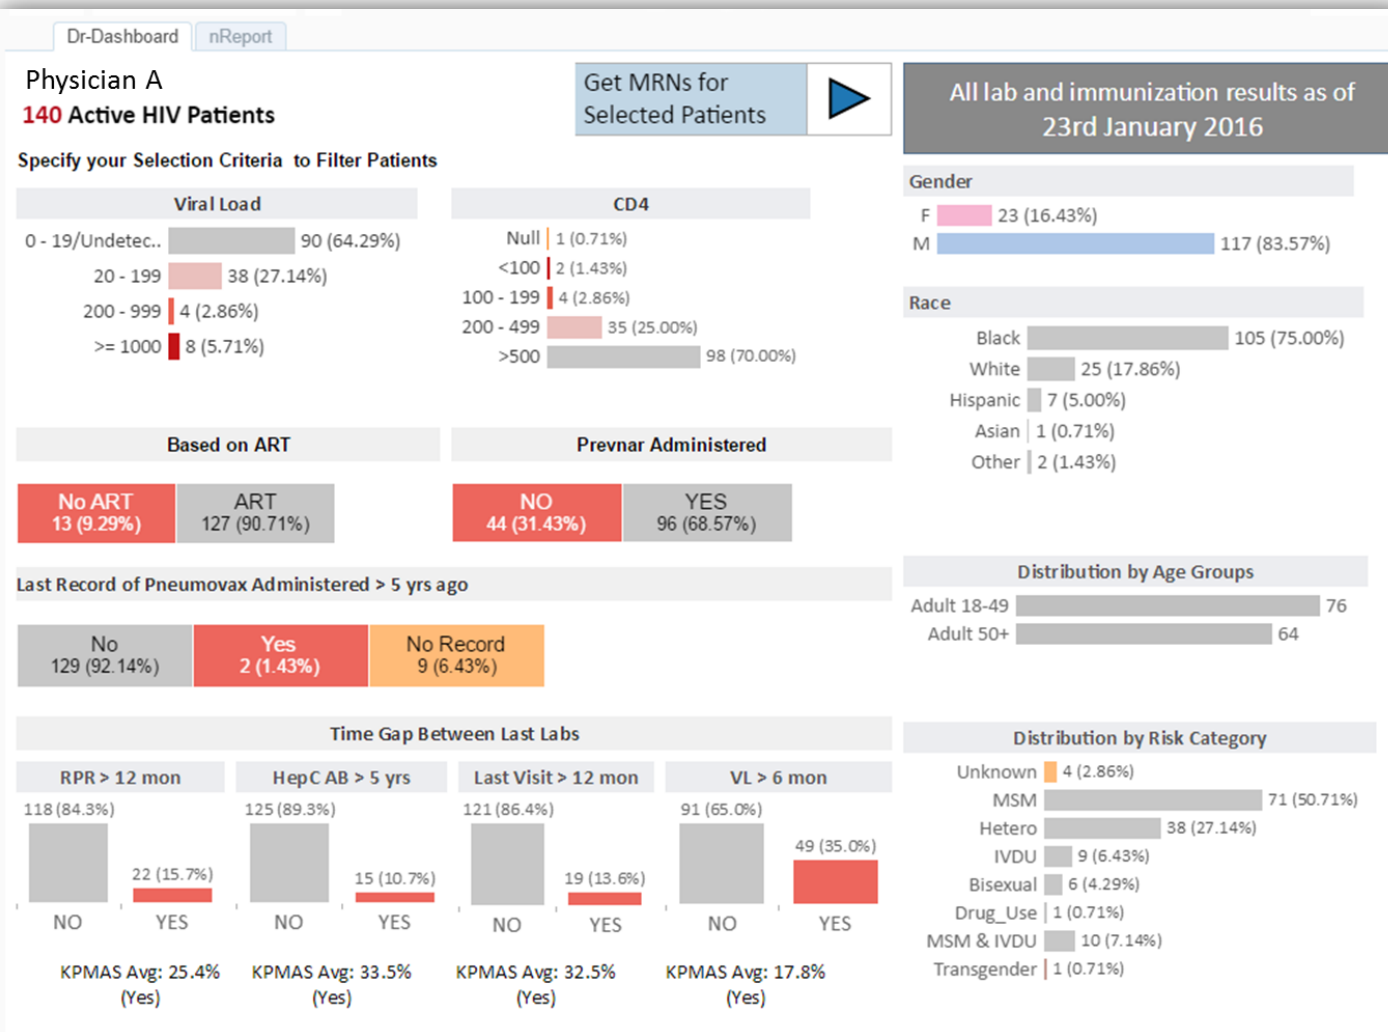 Dr-Dashboard nReport
Physician A
140 Active HIV Patients
Get MRNs for
Selected Patients
All lab and immunization results as of
23rd January 2016
Specify your Selection Criteria to Filter Patients
Viral Load
0 - 19/Undetec.. 90 (64.29%)
20 - 199 38 (27.14%)
200 - 999 4 (2.86%)
>= 1000 8 (5.71%)
CD4
Null 1 (0.71%)
<100 2 (1.43%)
100 - 199 4 (2.86%)
200 - 499 35 (25.00%)
>500 98 (70.00%)
Gender
F 23 (16.43%)
M 117 (83.57%)
Race
Black 105 (75.00%)
White 25 (17.86%)
Hispanic 7 (5.00%)
Asian 1 (0.71%)
Other 2 (1.43%)
Based on ART
No ART
13 (9.29%)
ART
127 (90.71%)
Prevnar Administered
NO
44 (31.43%)
YES
96 (68.57%)
Last Record of Pneumovax Administered > 5 yrs ago
No
129 (92.14%)
Yes
2 (1.43%)
No Record
9 (6.43%)
Distribution by Age Groups
Adult 18-49 76
Adult 50+ 64
Time Gap Between Last Labs
RPR > 12 mon
118 (84.3%)
22 (15.7%)
NO YES
KPMAS Avg: 25.4%
(Yes)
HepC AB > 5 yrs
125 (89.3%)
15 (10.7%)
NO YES
KPMAS Avg: 33.5%
(Yes)
Last Visit > 12 mon
121 (86.4%)
19 (13.6%)
NO YES
KPMAS Avg: 32.5%
(Yes)
VL > 6 mon
91 (65.0%)
49 (35.0%)
NO YES
KPMAS Avg: 17.8%
(Yes)
Distribution by Risk Category
Unknown 4 (2.86%)
MSM 71 (50.71%)
Hetero 38 (27.14%)
IVDU 9 (6.43%)
Bisexual 6 (4.29%)
Drug_Use 1 (0.71%)
MSM & IVDU 10 (7.14%)
Transgender 1 (0.71%)